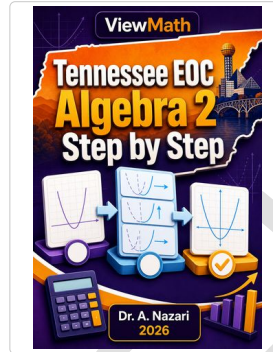 ViewMath
Tennessee EOC
Algebra 2
Step by Step
Dr. A. Nazari
2026